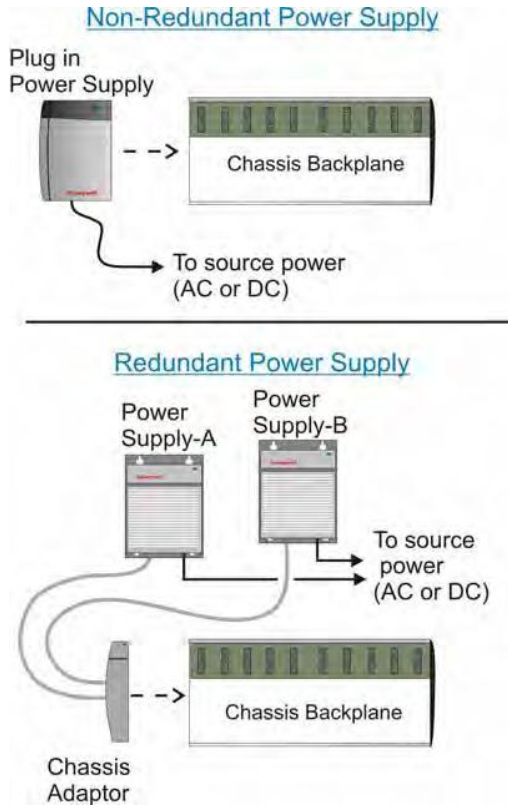 Non-Redundant Power Supply
Plug in
Power Supply
Chassis Backplane
To source power
(AC or DC)
Redundant Power Supply
Power
Supply-A
Power
Supply-B
To source
power
(AC or DC)
Chassis Backplane
Chassis
Adaptor